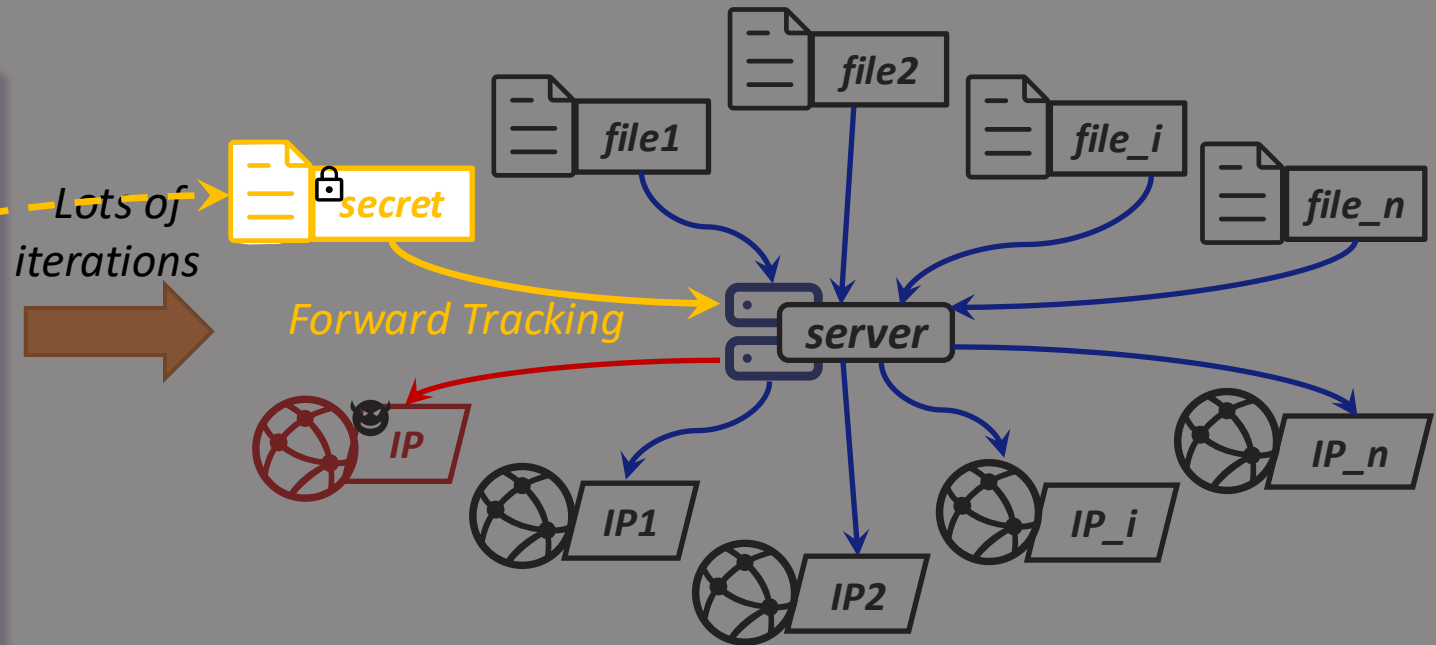 file2
file1
file_i
Lots of
iterations
secret
file_n
Forward Tracking
server
IP
IP_n
IP1
IP_i
IP2